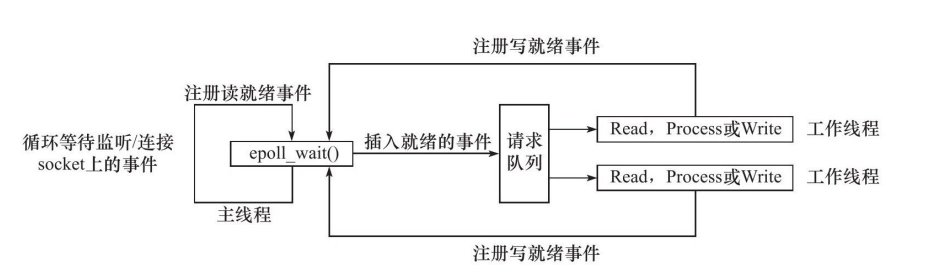 注册写就绪事件
注册读就绪事件
循环等待监听/连接
socket上的事件
epoll_wait()
插入就绪的事件
请求
队列
Read，Process或Write
工作线程
Read，Process或Write
工作线程
主线程
注册写就绪事件